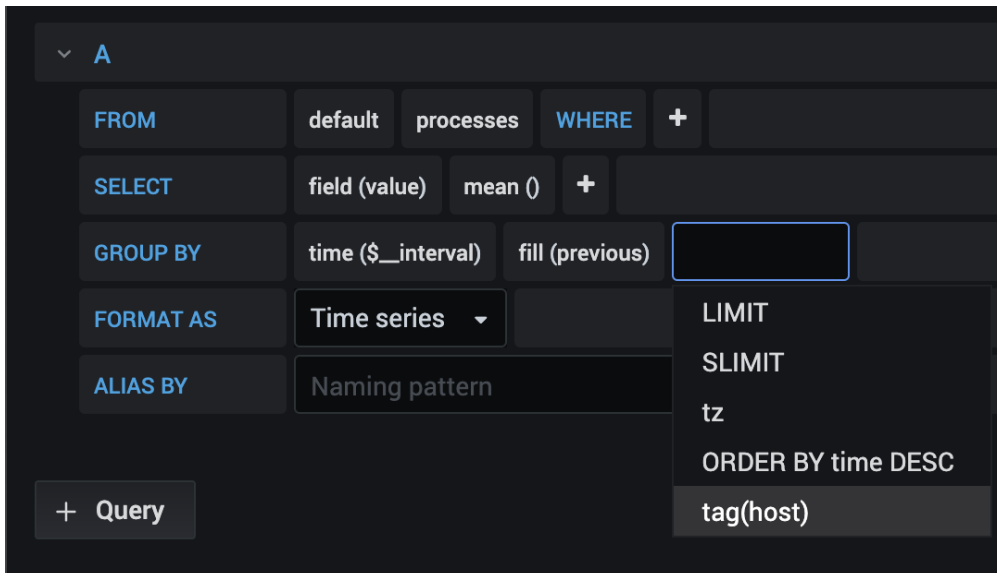 A
FROM default processes WHERE +
SELECT field (value) mean () +
GROUP BY time ($__interval) fill (previous)
FORMAT AS Time series
LIMIT
SLIMIT
tz
ORDER BY time DESC
tag(host)
ALIAS BY Naming pattern
+ Query